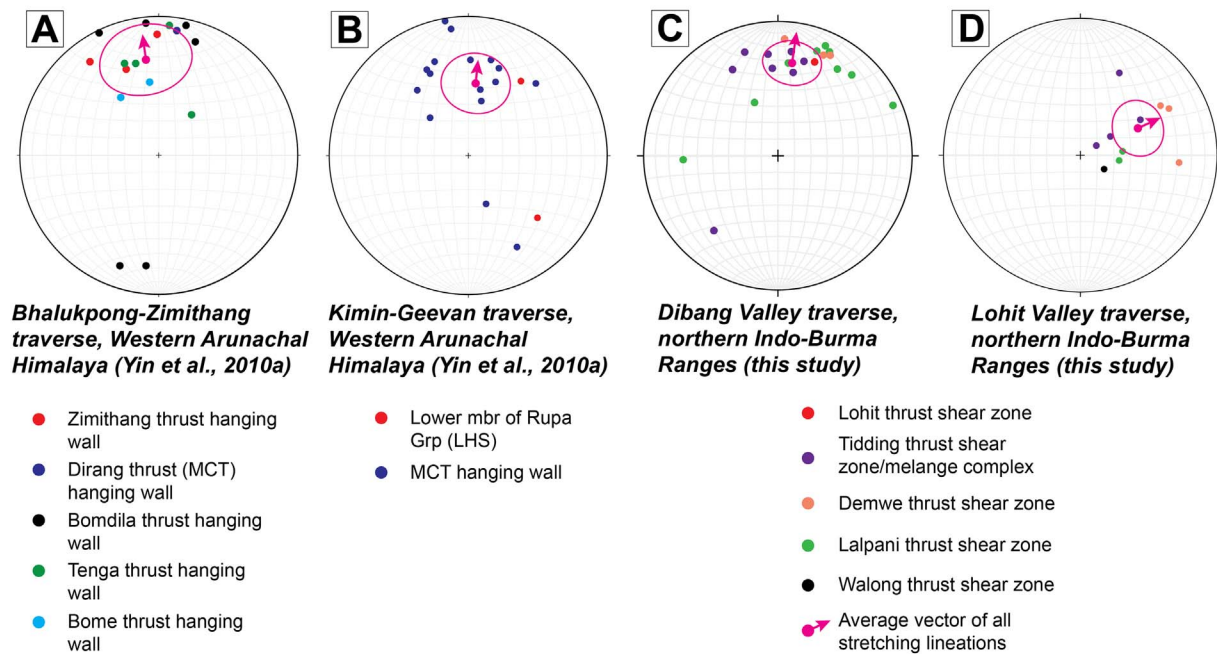 A
B
C
D
Bhalukpong-Zimithang
traverse, Western Arunachal
Himalaya (Yin et al., 2010a)
Kimin-Geevan traverse,
Western Arunachal
Himalaya (Yin et al., 2010a)
Dibang Valley traverse,
northern Indo-Burma
Ranges (this study)
Lohit Valley traverse,
northern Indo-Burma
Ranges (this study)
Zimithang thrust hanging
wall
Dirang thrust (MCT)
hanging wall
Bomdila thrust hanging
wall
Tenga thrust hanging
wall
Bome thrust hanging
wall
Lower mbr of Rupa
Grp (LHS)
MCT hanging wall
Lohit thrust shear zone
Tidding thrust shear
zone/melange complex
Demwe thrust shear zone
Lalpani thrust shear zone
Walong thrust shear zone
Average vector of all
stretching lineations